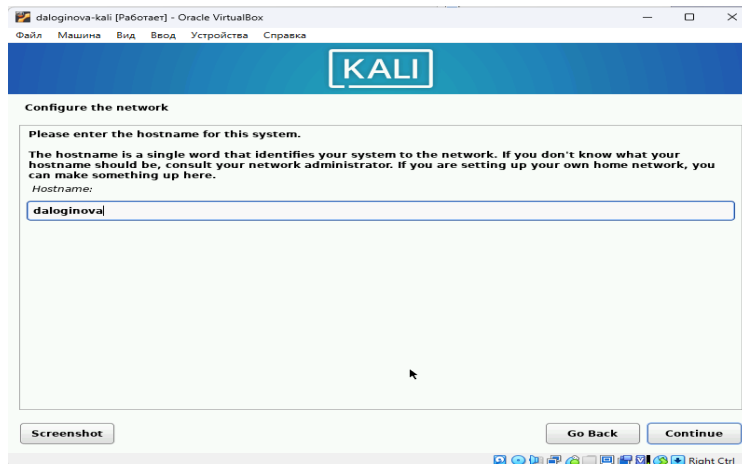 daloginova-kali [Работает] - Oracle VirtualBox
Файл Машина Вид Ввод Устройства Справка
KALI
Configure the network
Please enter the hostname for this system.
The hostname is a single word that identifies your system to the network. If you don't know what your
hostname should be, consult your network administrator. If you are setting up your own home network, you
can make something up here.
Hostname:
daloginova
Screenshot
Go Back
Continue
Right Ctrl